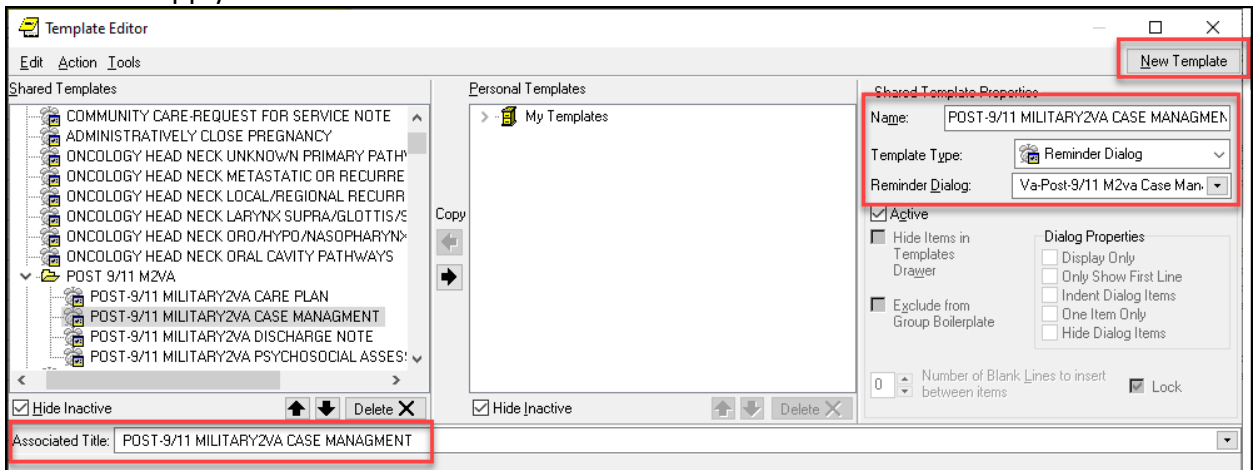 Template Editor
Edit Action Tools
New Template
Shared Templates
Personal Templates
Shared Template Properties
COMMUNITY CARE-REQUEST FOR SERVICE NOTE
ADMINISTRATIVELY CLOSE PREGNANCY
ONCOLOGY HEAD NECK UNKNOWN PRIMARY PATH
ONCOLOGY HEAD NECK METASTATIC OR RECURRE
ONCOLOGY HEAD NECK LOCAL/REGIONAL RECURR
ONCOLOGY HEAD NECK LARYNX SUPRA/GLOTTIS/S
ONCOLOGY HEAD NECK ORO/HYPO/NASOPHARYNX
ONCOLOGY HEAD NECK ORAL CAVITY PATHWAYS
POST 9/11 M2VA
POST-9/11 MILITARY2VA CARE PLAN
POST-9/11 MILITARY2VA CASE MANAGMENT
POST-9/11 MILITARY2VA DISCHARGE NOTE
POST-9/11 MILITARY2VA PSYCHOSOCIAL ASSES
Copy
My Templates
Name: POST-9/11 MILITARY2VA CASE MANAGMEN
Template Type: Reminder Dialog
Reminder Dialog: Va-Post-9/11 M2va Case Man
Active
Hide Items in
Templates
Drawer
Exclude from
Group Boilerplate
Dialog Properties
Display Only
Only Show First Line
Indent Dialog Items
One Item Only
Hide Dialog Items
0 Number of Blank Lines to insert
between items
Lock
Hide Inactive
Delete
Hide Inactive
Delete
Associated Title: POST-9/11 MILITARY2VA CASE MANAGMENT